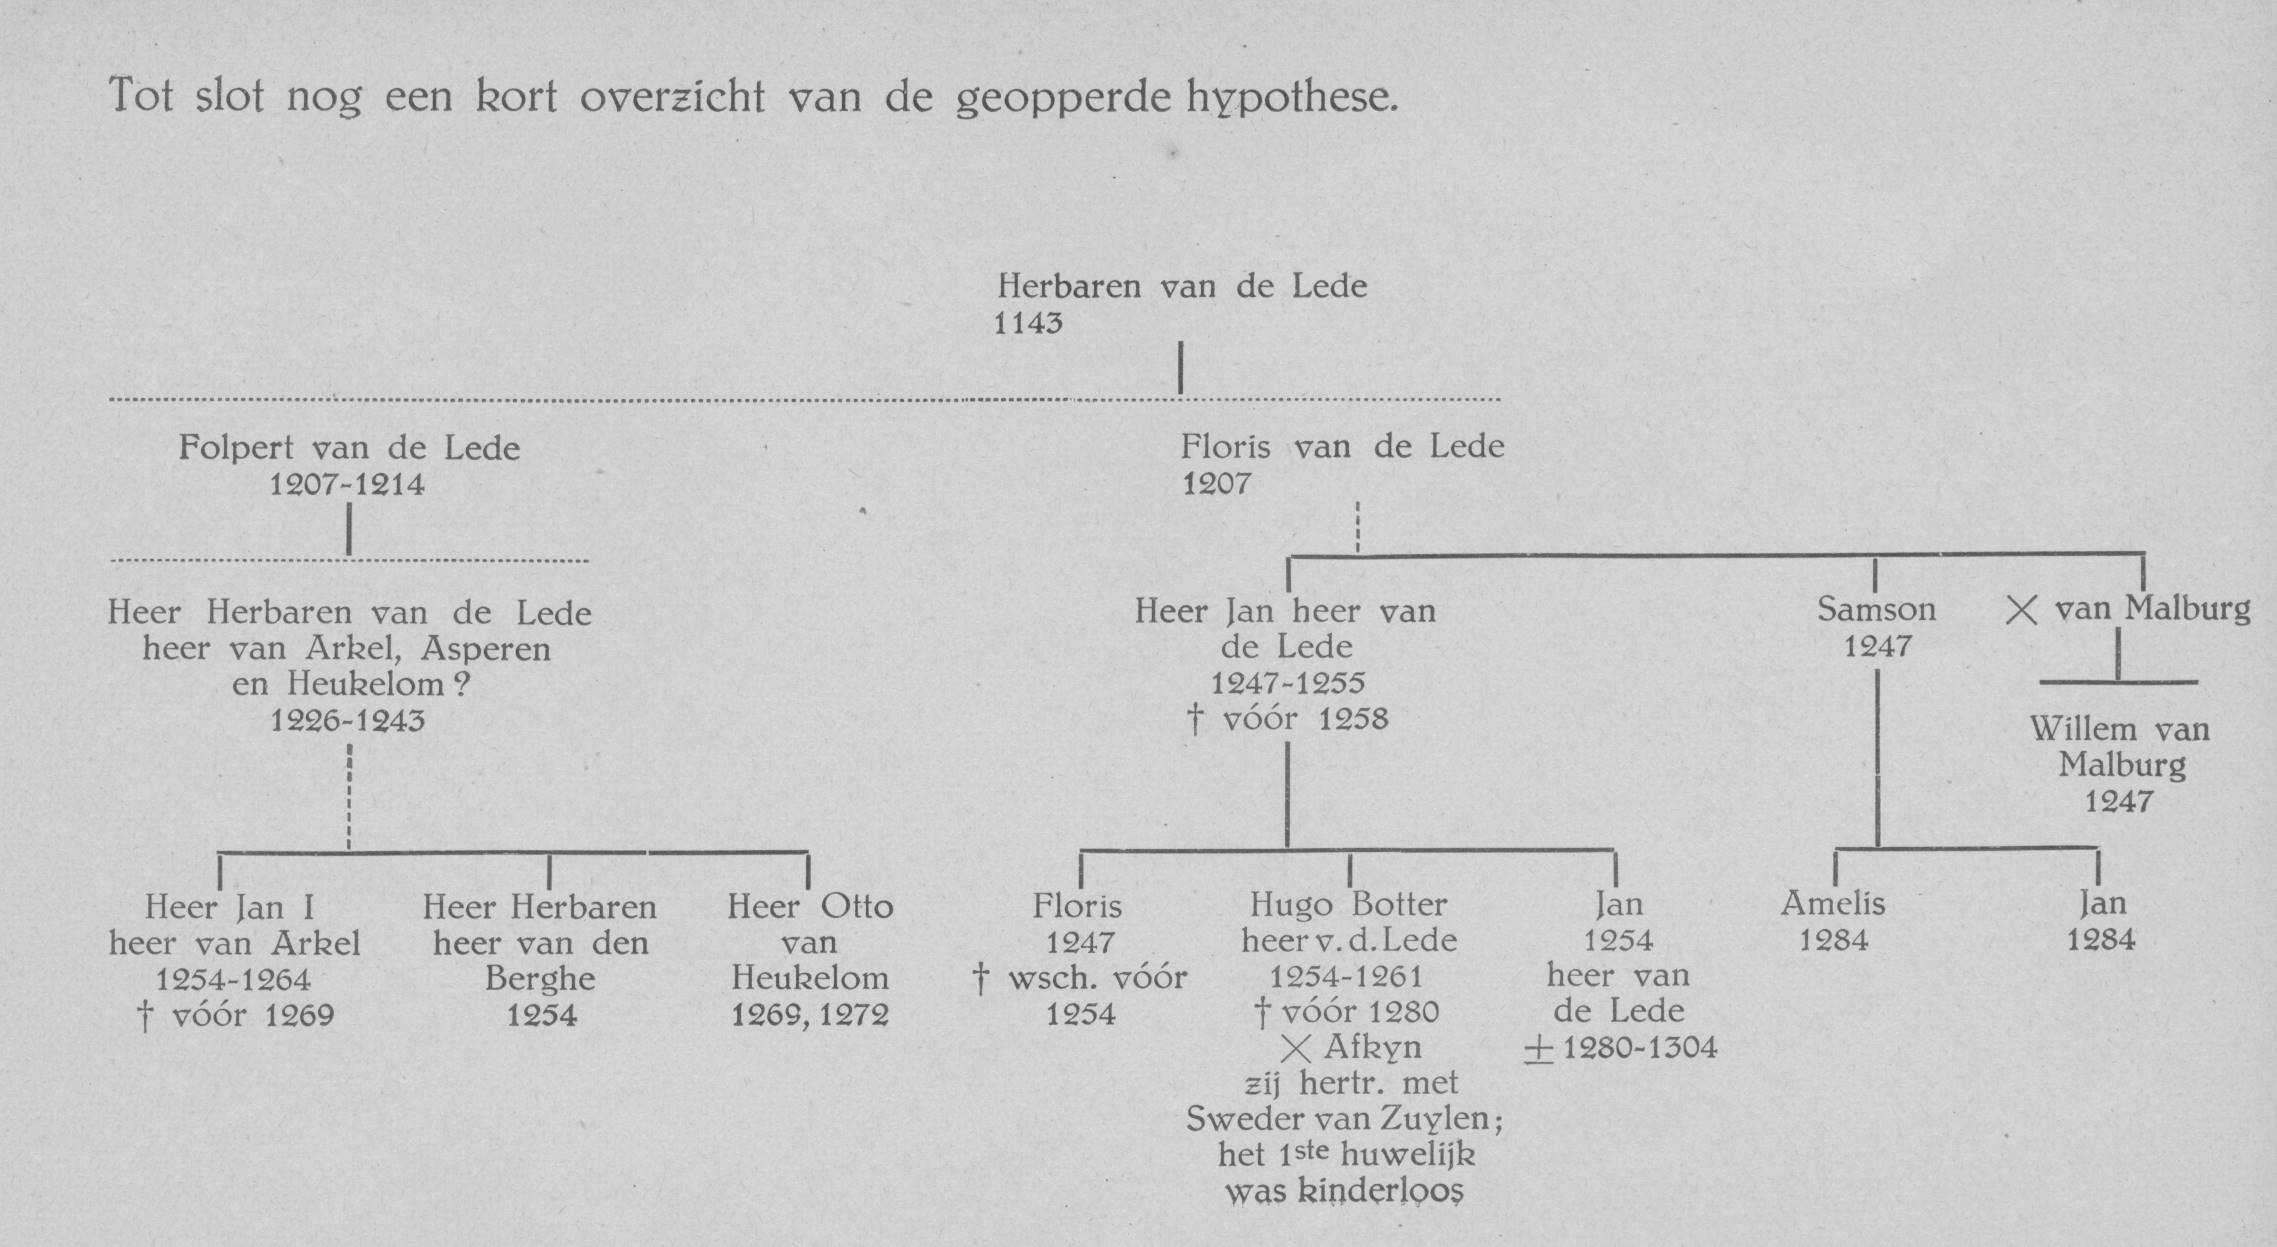 Tot slot nog een kort overzicht van de geopperde hypothese.
Herbaren van de Lede
1143
Folpert van de Lede
1207-1214
Floris van de Lede
1207
Heer Herbaren van de Lede
heer van Arkel, Asperen
en Heukelom?
1226-1243
Heer Jan heer van
de Lede
1247-1255
† vóór 1258
Samson
1247
╳ van Malburg
Willem van
Malburg
1247
Heer Jan I
heer van Arkel
1254-1264
† vóór 1269
Heer Herbaren
heer van den
Berghe
1254
Heer Otto
van
Heukelom
1269, 1272
Floris
1247
† wsch. vóór
1254
Hugo Botter
heer v. d. Lede
1254-1261
† vóór 1280
╳ Afkyn
zij hertr. met
Sweder van Zuylen;
het 1ste huwelijk
was kinderloos
Jan
1254
heer van
de Lede
± 1280-1304
Amelis
1284
Jan
1284